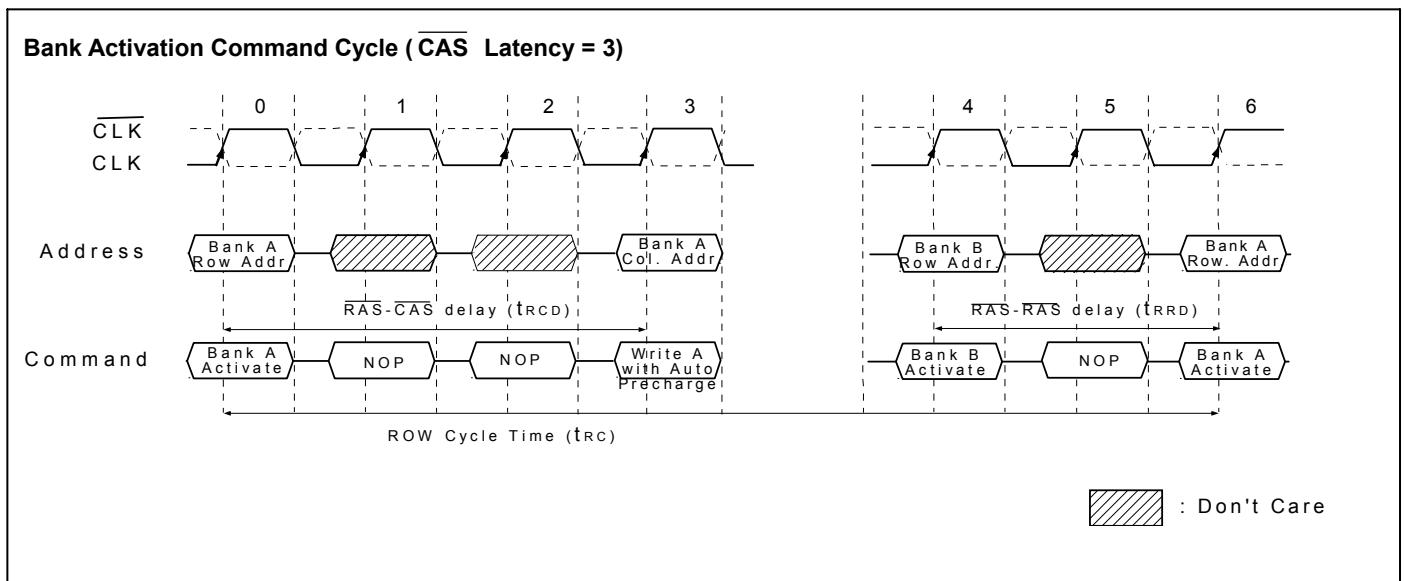 Bank Activation Command Cycle ( CAS Latency = 3)
0 1 2 3 4 5 6
CLK
CLK
Address
Bank A
Row Addr
Bank A
Col. Addr
Bank B
Row Addr.
Bank A
Row. Addr
RAS-CAS delay (tRCD)
RAS-RAS delay (tRRD)
Command
Bank A
Activate
NOP
NOP
Write A
with Auto
Precharge
Bank B
Activate
NOP
Bank A
Activate
ROW Cycle Time (tRC)
: Don't Care